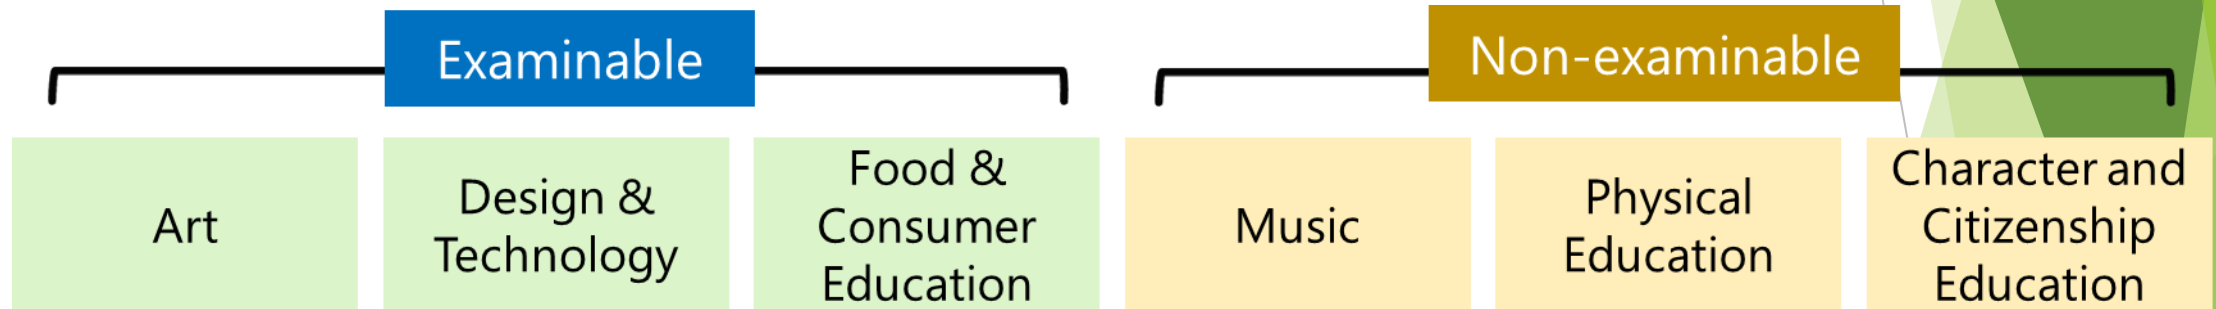 Examinable
Non-examinable
Art
Design &
Technology
Food &
Consumer
Education
Music
Physical
Education
Character and
Citizenship
Education